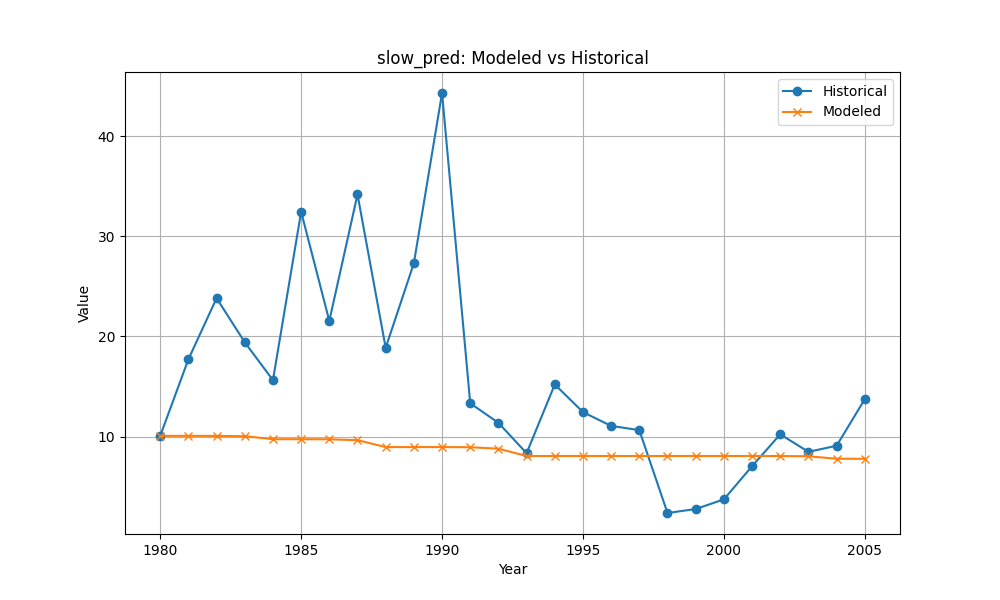 slow_pred: Modeled vs Historical
Historical
Modeled
Value
40
30
20
10
1980 1985 1990 1995 2000 2005
Year